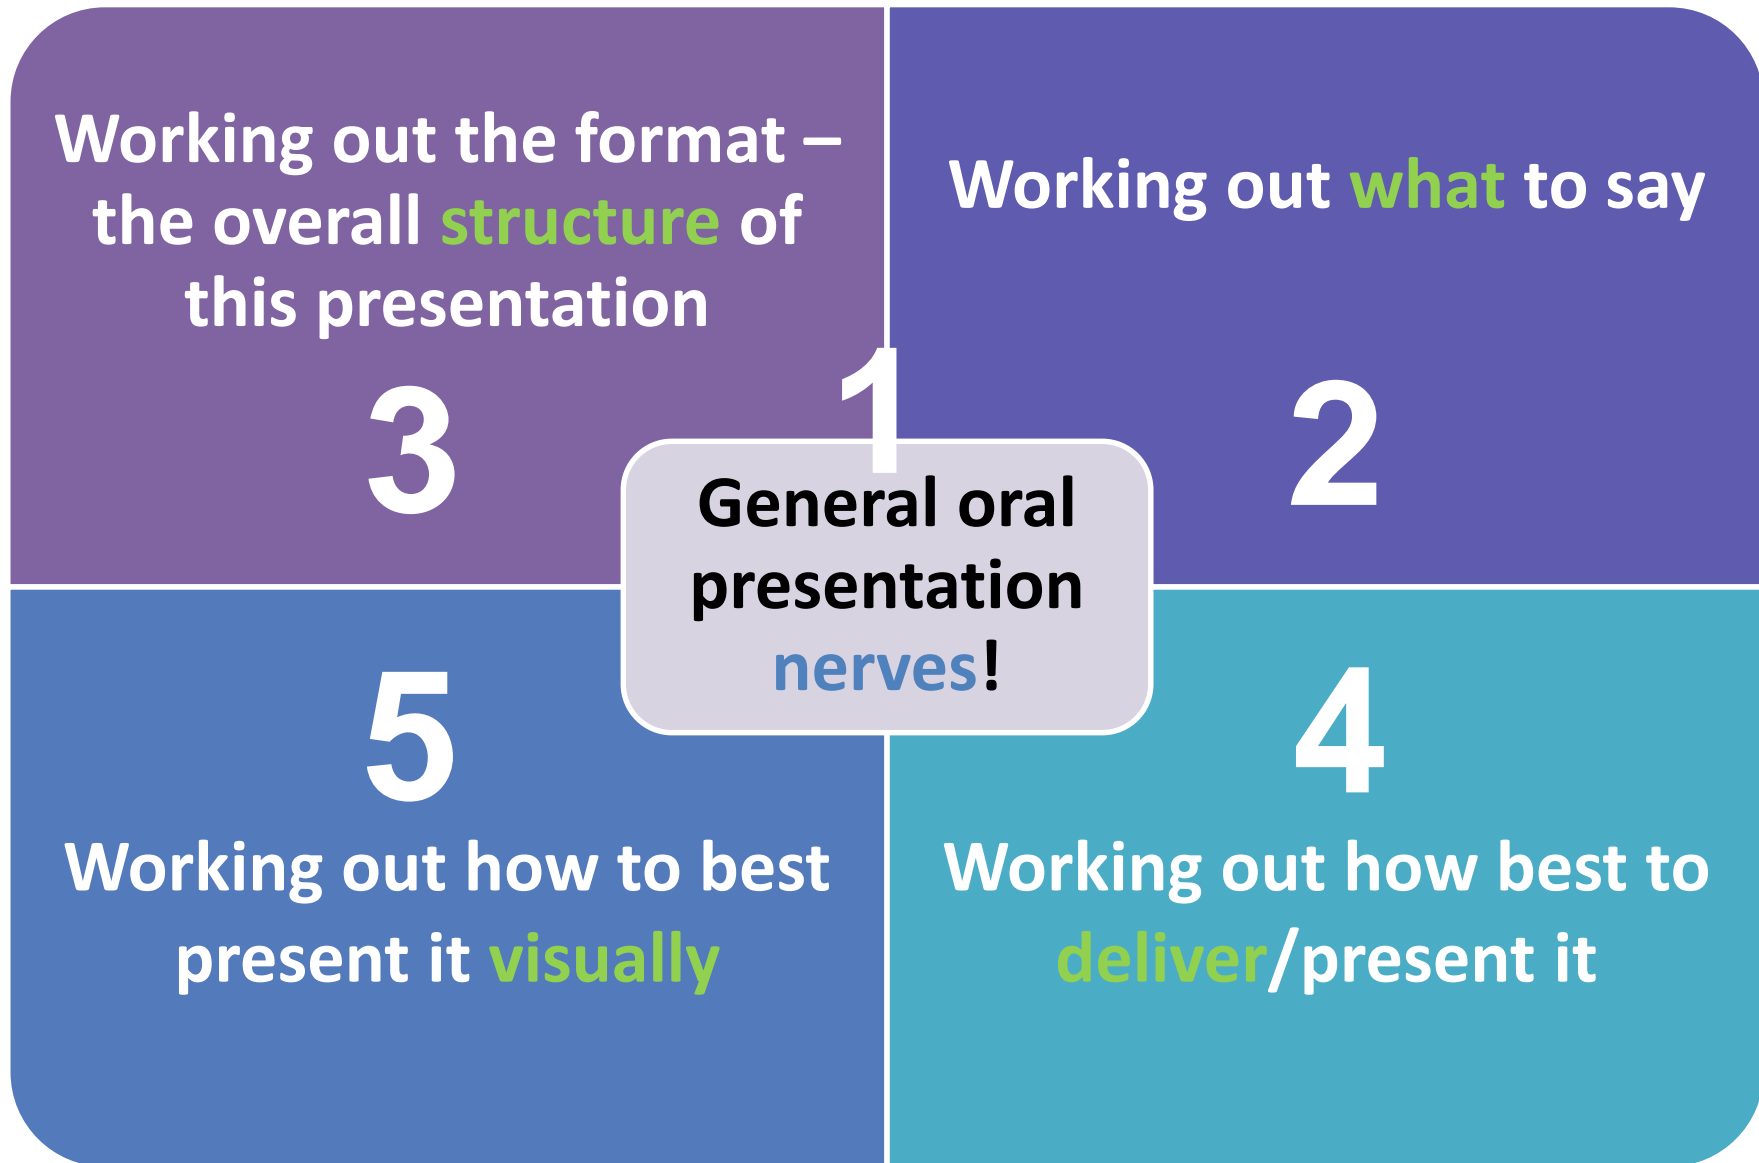 Working out the format –
the overall structure of
this presentation
3
Working out what to say
2
1
General oral
presentation
nerves!
5
Working out how to best
present it visually
4
Working out how best to
deliver/present it